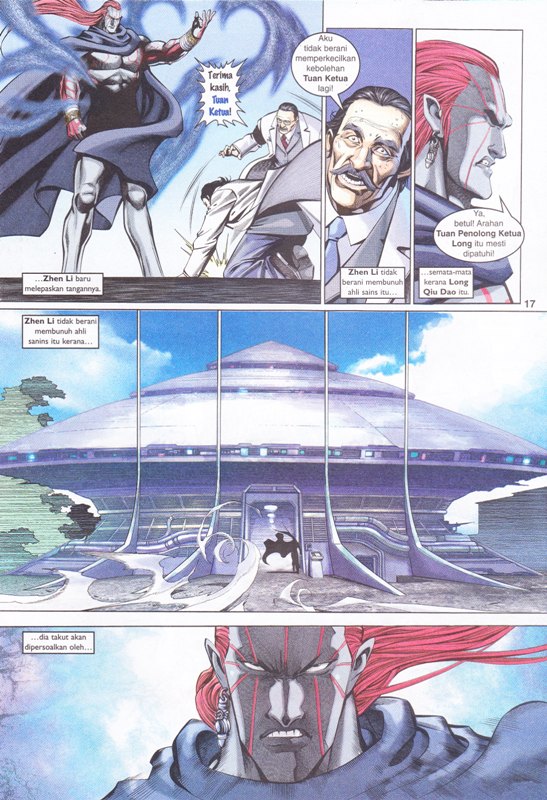 Terima
kasih,
Tuan
Ketua!
...Zhen Li baru
melepaskan tangannya.
Aku
tidak berani
memperkecilkan
kebolehan
Tuan Ketua
lagi!
Zhen Li tidak
berani membunuh
ahli sains itu...
Ya,
betul! Arahan
Tuan Penolong Ketua
Long itu mesti
dipatuhi!
...semata-mata
kerana Long
Qiu Dao itu.
17
Zhen Li tidak berani
membunuh ahli
sanins itu kerana...
...dia takut akan
dipersoalkan oleh...